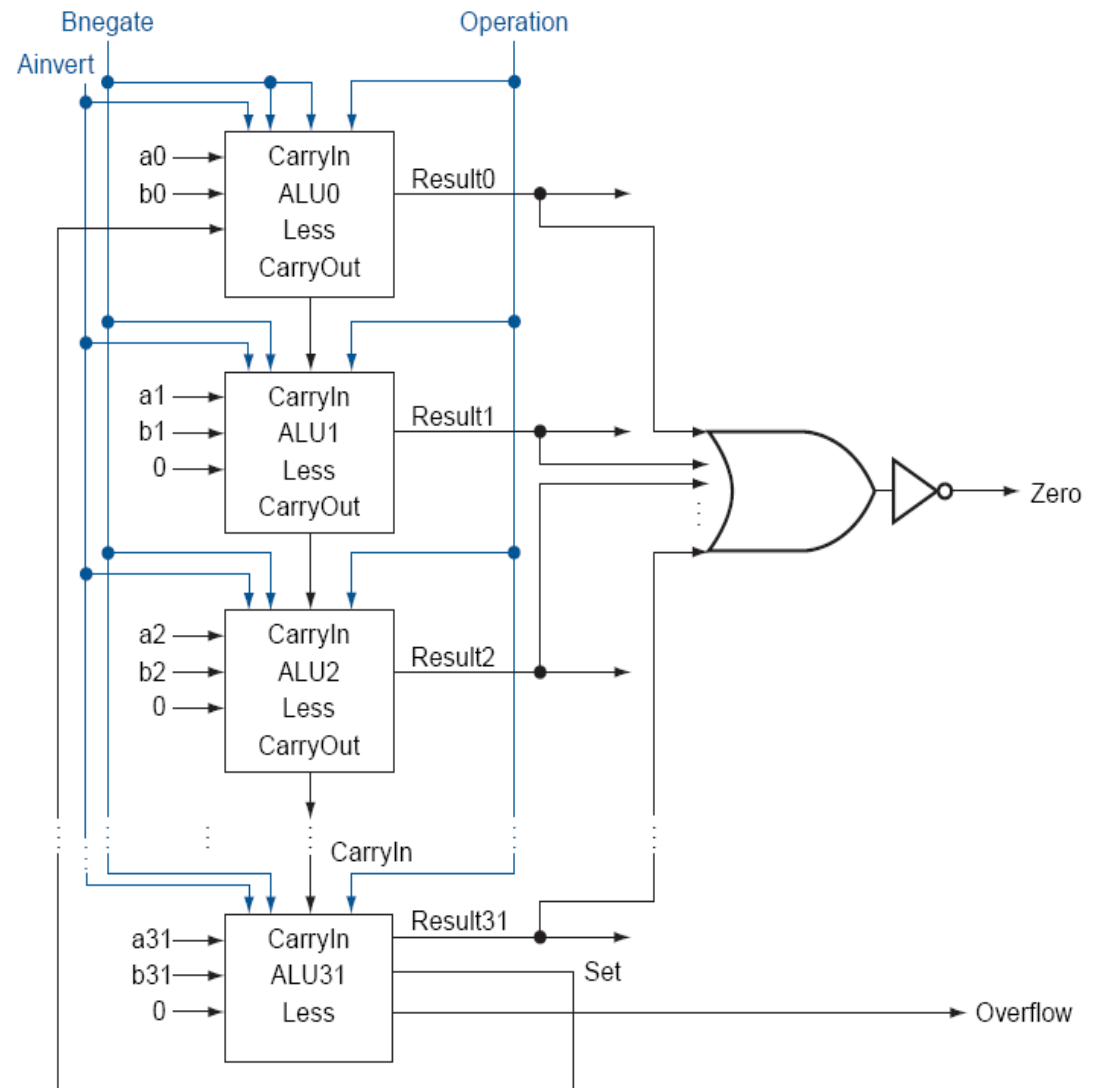 Bnegate
Operation
Ainvert
a0
CarryIn
Result0
b0
ALU0
Less
CarryOut
a1
CarryIn
Result1
b1
ALU1
0
Less
CarryOut
Zero
a2
CarryIn
Result2
b2
ALU2
0
Less
CarryOut
CarryIn
a31
CarryIn
Result31
b31
ALU31
Set
0
Less
Overflow